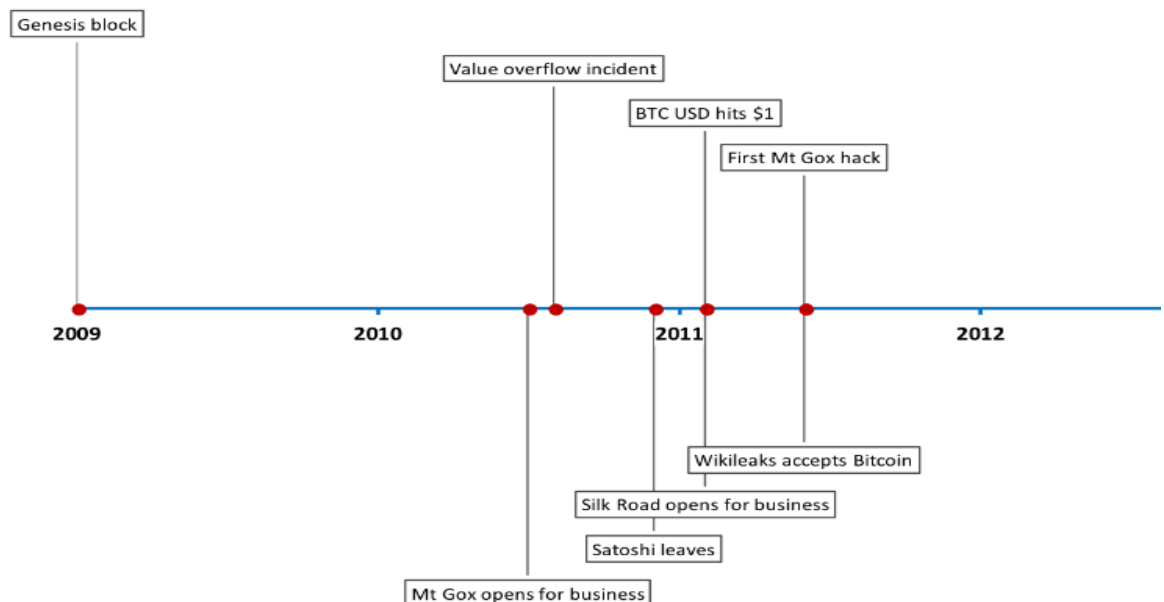 Genesis block
Value overflow incident
BTC USD hits $1
First Mt Gox hack
2009
2010
2011
2012
Wikileaks accepts Bitcoin
Silk Road opens for business
Satoshi leaves
Mt Gox opens for business